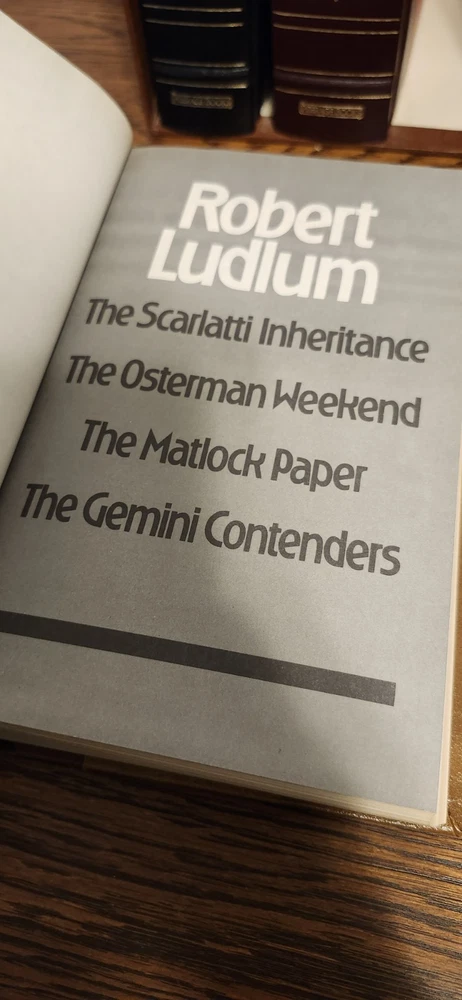 Robert
Ludlum
The Scarlatti Inheritance
The Osterman Weekend
The Matlock Paper
The Gemini Contenders